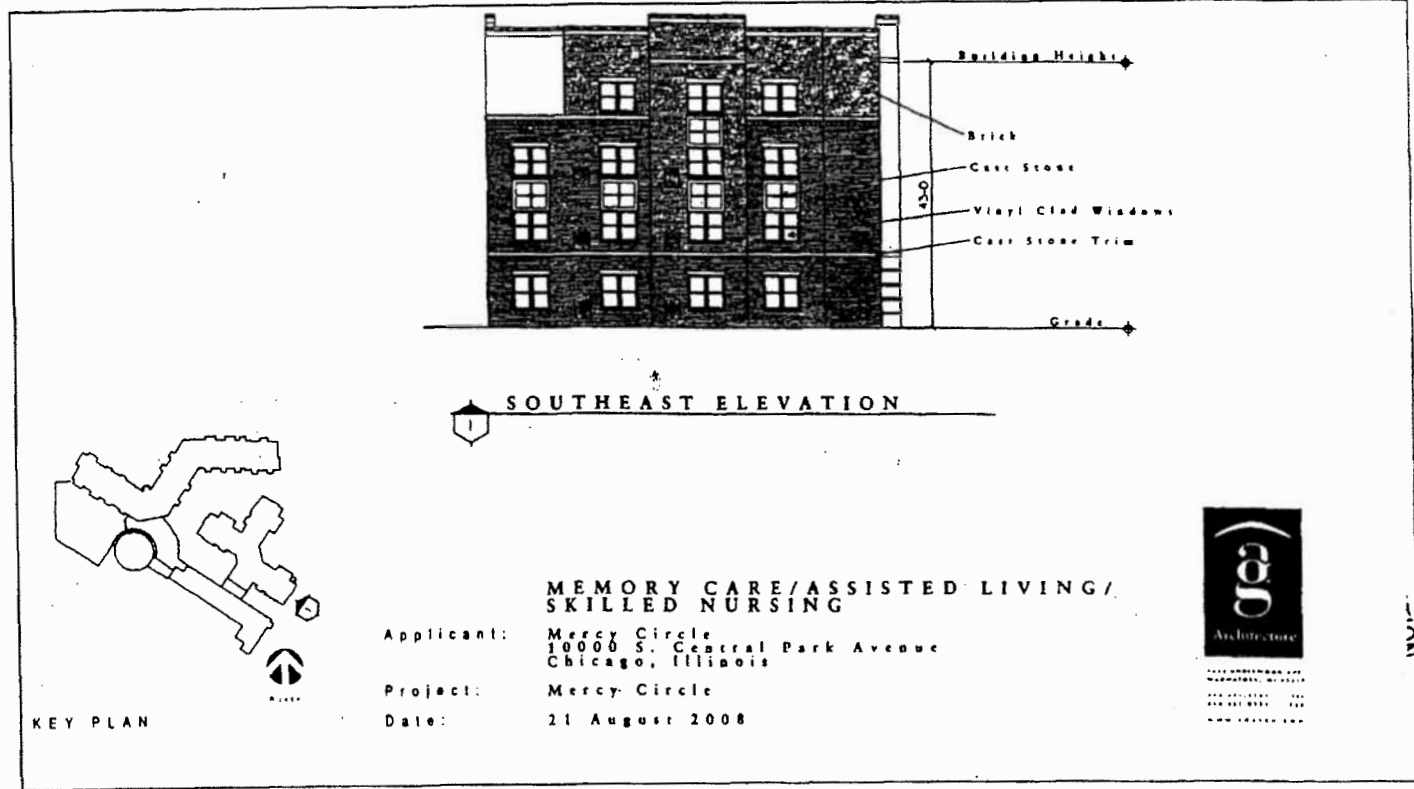 Building Height
Brick
Cast Stone
43-0
Vinyl Clad Windows
Cast Stone Trim
Grade
1
SOUTHEAST ELEVATION
MEMORY CARE/ASSISTED LIVING/
SKILLED NURSING
Applicant: Mercy Circle
10000 S. Central Park Avenue
Chicago, Illinois
Project: Mercy Circle
Date: 21 August 2008
KEY PLAN
ag
Architecture